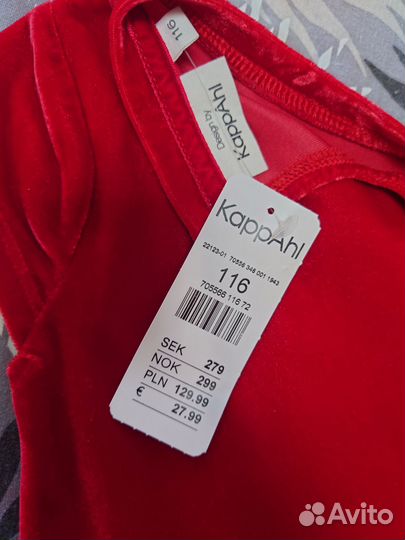 116
Design by
KappAhl
KappAhl
22123-01 70556 348 001 1943
116
705566 116 72
SEK 279
NOK 299
PLN 129.99
€ 27.99
Avito